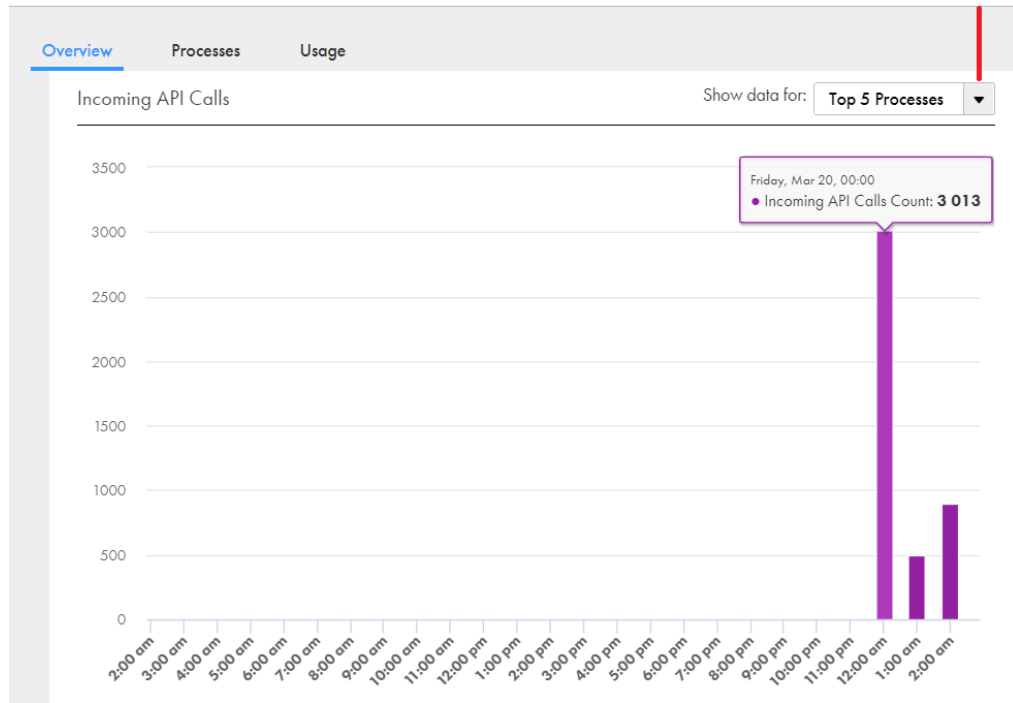 Overview Processes Usage
Incoming API Calls Show data for: Top 5 Processes
3500
Friday, Mar 20, 00:00
● Incoming API Calls Count: 3 013
3000
2500
2000
1500
1000
500
0
2:00 am 3:00 am 4:00 am 5:00 am 6:00 am 7:00 am 8:00 am 9:00 am 10:00 am 11:00 am 12:00 pm 1:00 pm 2:00 pm 3:00 pm 4:00 pm 5:00 pm 6:00 pm 7:00 pm 8:00 pm 9:00 pm 10:00 pm 11:00 pm 12:00 am 1:00 am 2:00 am